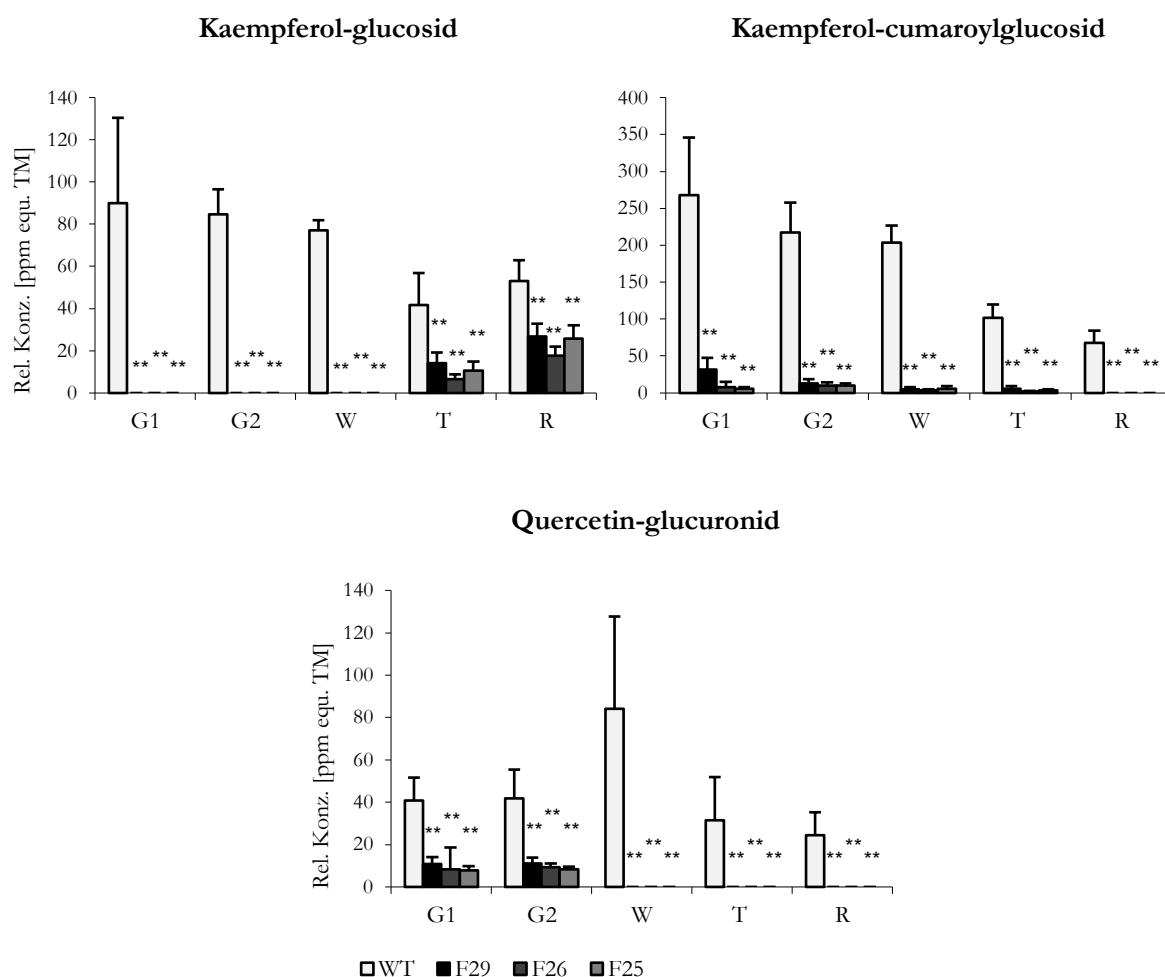 Kaempferol-glucosid
Kaempferol-cumaroylglucosid
Rel. Konz. [ppm equ. TM]
140
120
100
80
60
40
20
0
** ** **
** ** **
** ** **
** ** **
** ** **
G1 G2 W T R
400
350
300
250
200
150
100
50
0
** ** **
** ** **
** ** **
** ** **
** ** **
G1 G2 W T R
Quercetin-glucuronid
Rel. Konz. [ppm equ. TM]
140
120
100
80
60
40
20
0
** ** **
** ** **
** ** **
** ** **
** ** **
G1 G2 W T R
WT F29 F26 F25